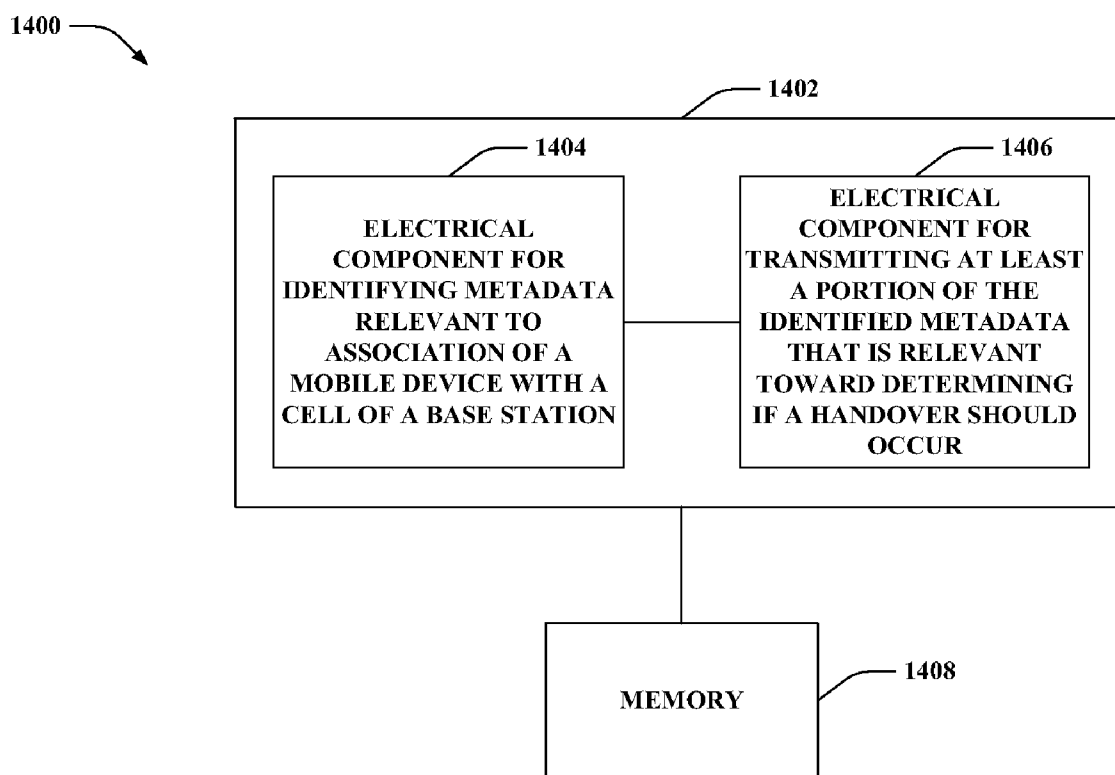 1400
1402
1404
1406
ELECTRICAL
COMPONENT FOR
IDENTIFYING METADATA
RELEVANT TO
ASSOCIATION OF A
MOBILE DEVICE WITH A
CELL OF A BASE STATION
ELECTRICAL
COMPONENT FOR
TRANSMITTING AT LEAST
A PORTION OF THE
IDENTIFIED METADATA
THAT IS RELEVANT
TOWARD DETERMINING
IF A HANDOVER SHOULD
OCCUR
1408
MEMORY